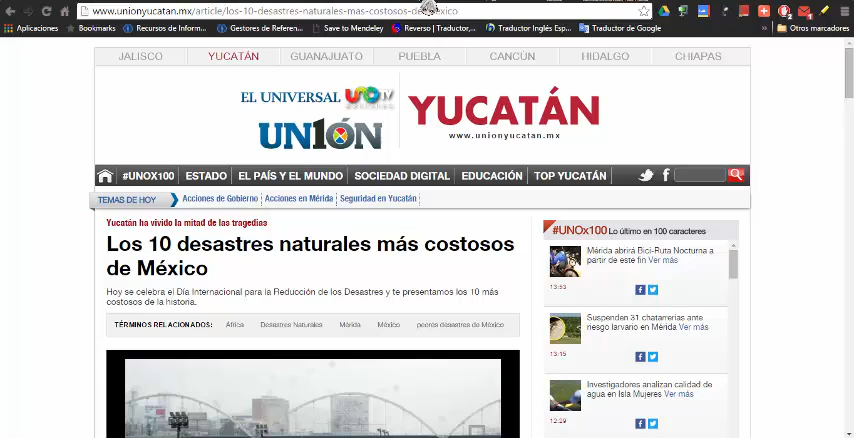 www.unionyucatan.mx/article/los-10-desastres-naturales-mas-costosos-de-mexico
Aplicaciones Bookmarks Recursos de Inform... Gestores de Referen... Save to Mendeley Reverso | Traductor,... Traductor Inglés Esp... Traductor de Google » Otros marcadores
JALISCO YUCATÁN GUANAJUATO PUEBLA CANCÚN HIDALGO CHIAPAS
EL UNIVERSAL UNOTV
UN1ÓN
YUCATÁN
www.unionyucatan.mx
#UNOX100 ESTADO EL PAÍS Y EL MUNDO SOCIEDAD DIGITAL EDUCACIÓN TOP YUCATÁN
TEMAS DE HOY Acciones de Gobierno Acciones en Mérida Seguridad en Yucatán
Yucatán ha vivido la mitad de las tragedias
Los 10 desastres naturales más costosos
de México
Hoy se celebra el Día Internacional para la Reducción de los Desastres y te presentamos los 10 más
costosos de la historia.
TÉRMINOS RELACIONADOS: África Desastres Naturales Mérida México peores desastres de México
#UNOx100 Lo último en 100 caracteres
Mérida abrirá Bici-Ruta Nocturna a
partir de este fin Ver más
13:53
Suspenden 31 chatarrerías ante
riesgo larvario en Mérida Ver más
13:15
Investigadores analizan calidad de
agua en Isla Mujeres Ver más
12:29